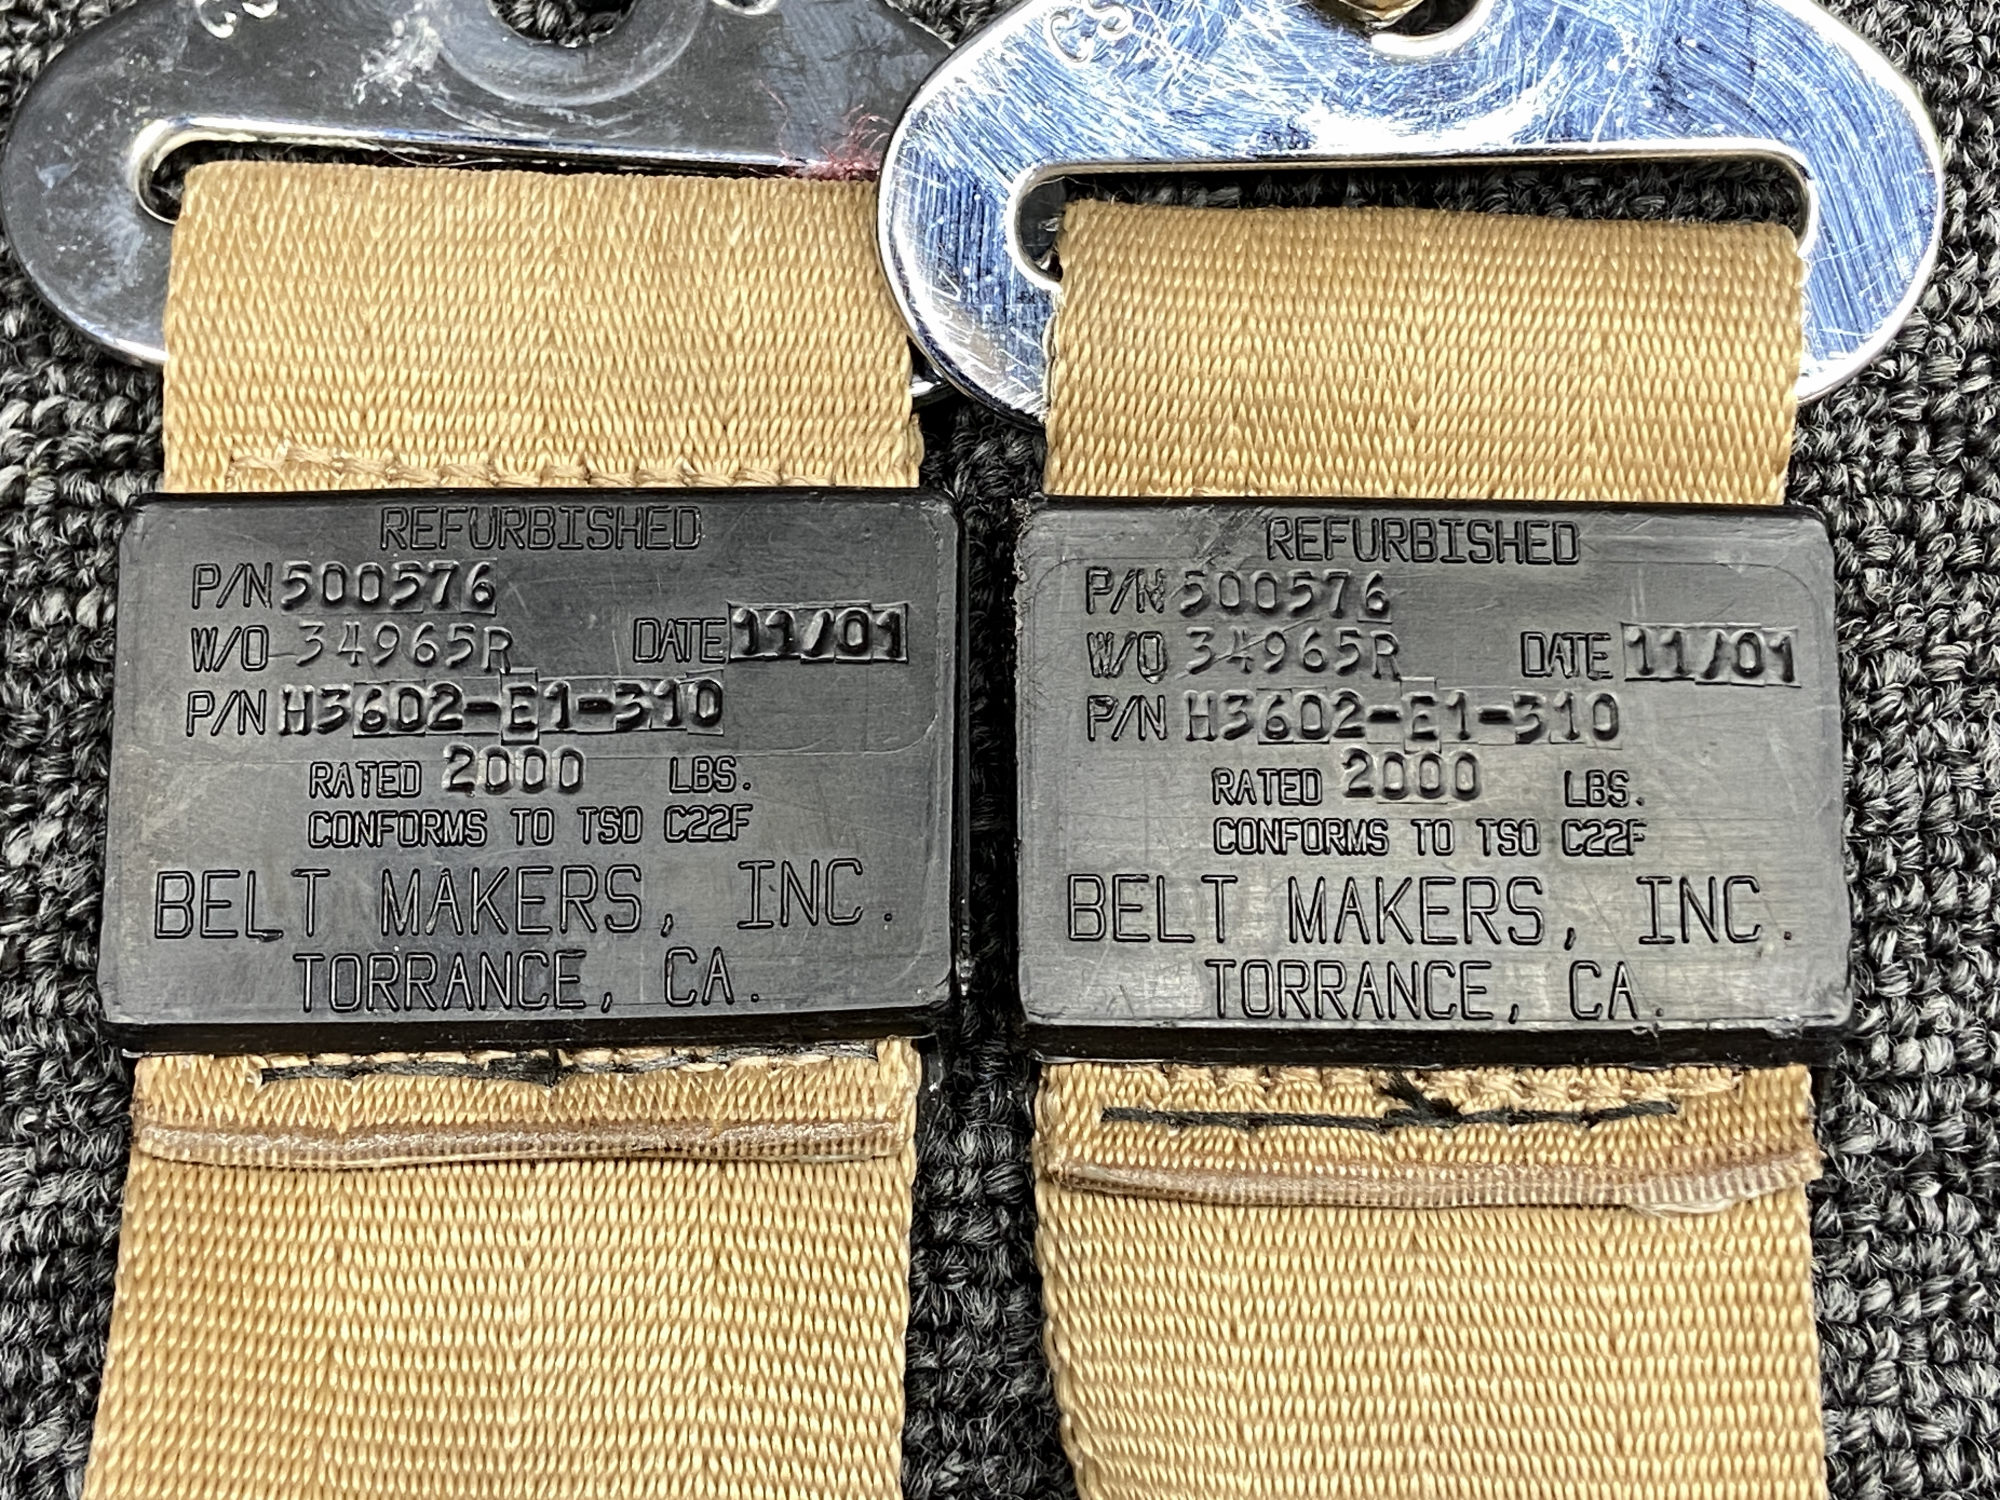 CS
REFURBISHED
P/N 500576
W/O 34965R DATE 11/01
P/N H3602-E1-310
RATED 2000 LBS.
CONFORMS TO TSO C22F
BELT MAKERS, INC.
TORRANCE, CA.
CS
REFURBISHED
P/N 500576
W/O 34965R DATE 11/01
P/N H3602-E1-310
RATED 2000 LBS.
CONFORMS TO TSO C22F
BELT MAKERS, INC.
TORRANCE, CA.